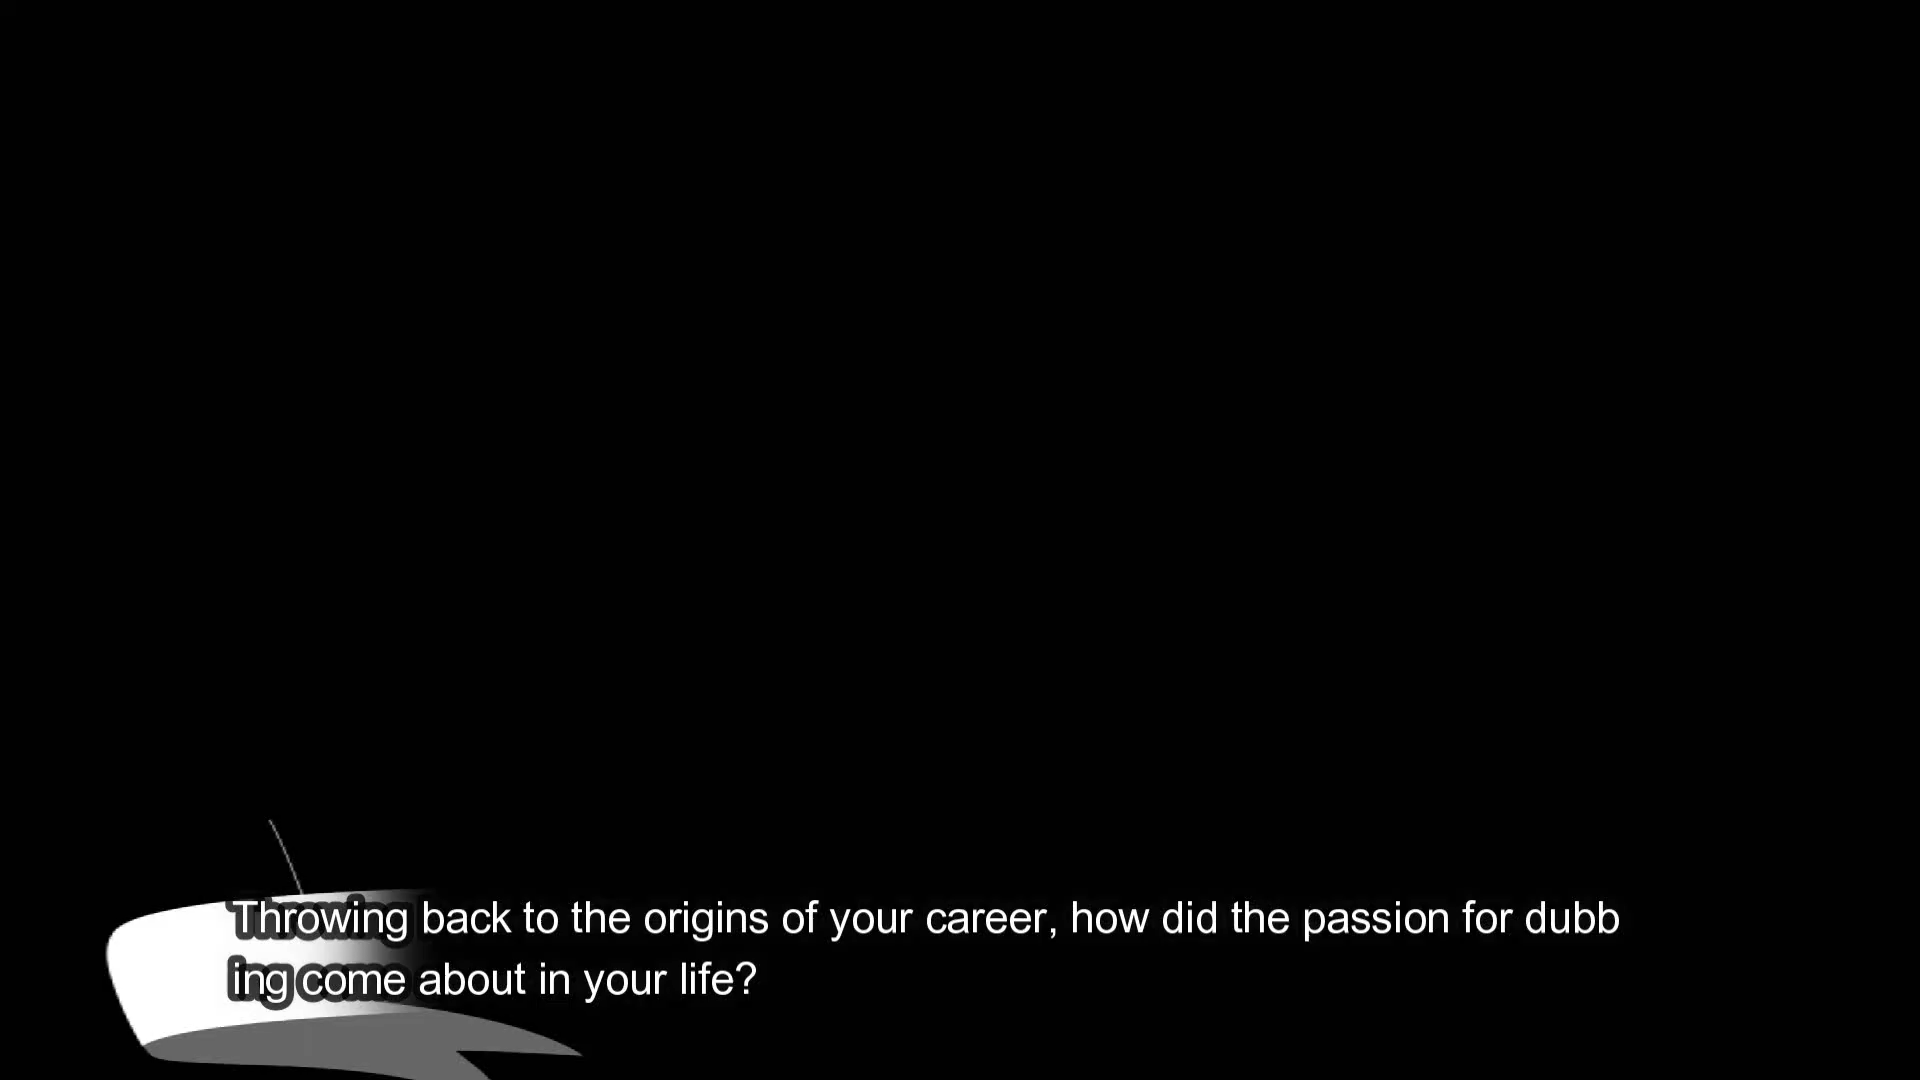 Throwing back to the origins of your career, how did the passion for dubb
ing come about in your life?